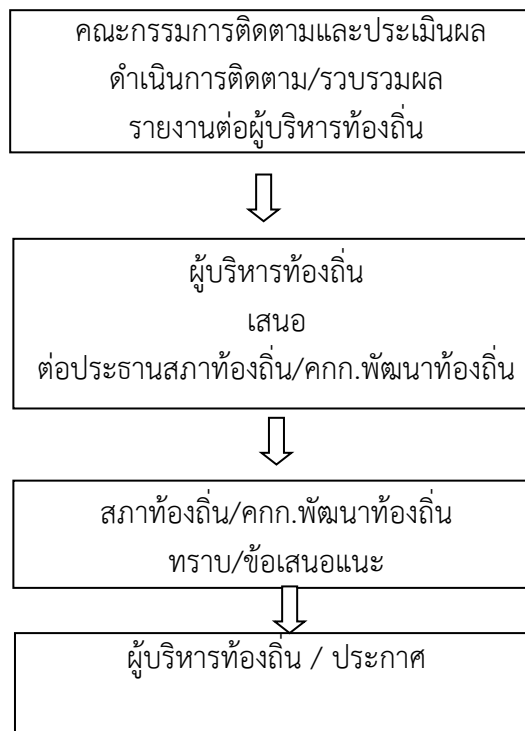 คณะกรรมการติดตามและประเมินผล
ดำเนินการติดตาม/รวบรวมผล
รายงานต่อผู้บริหารท้องถิ่น
ผู้บริหารท้องถิ่น
เสนอ
ต่อประธานสภาท้องถิ่น/คกก.พัฒนาท้องถิ่น
สภาท้องถิ่น/คกก.พัฒนาท้องถิ่น
ทราบ/ข้อเสนอแนะ
ผู้บริหารท้องถิ่น / ประกาศ